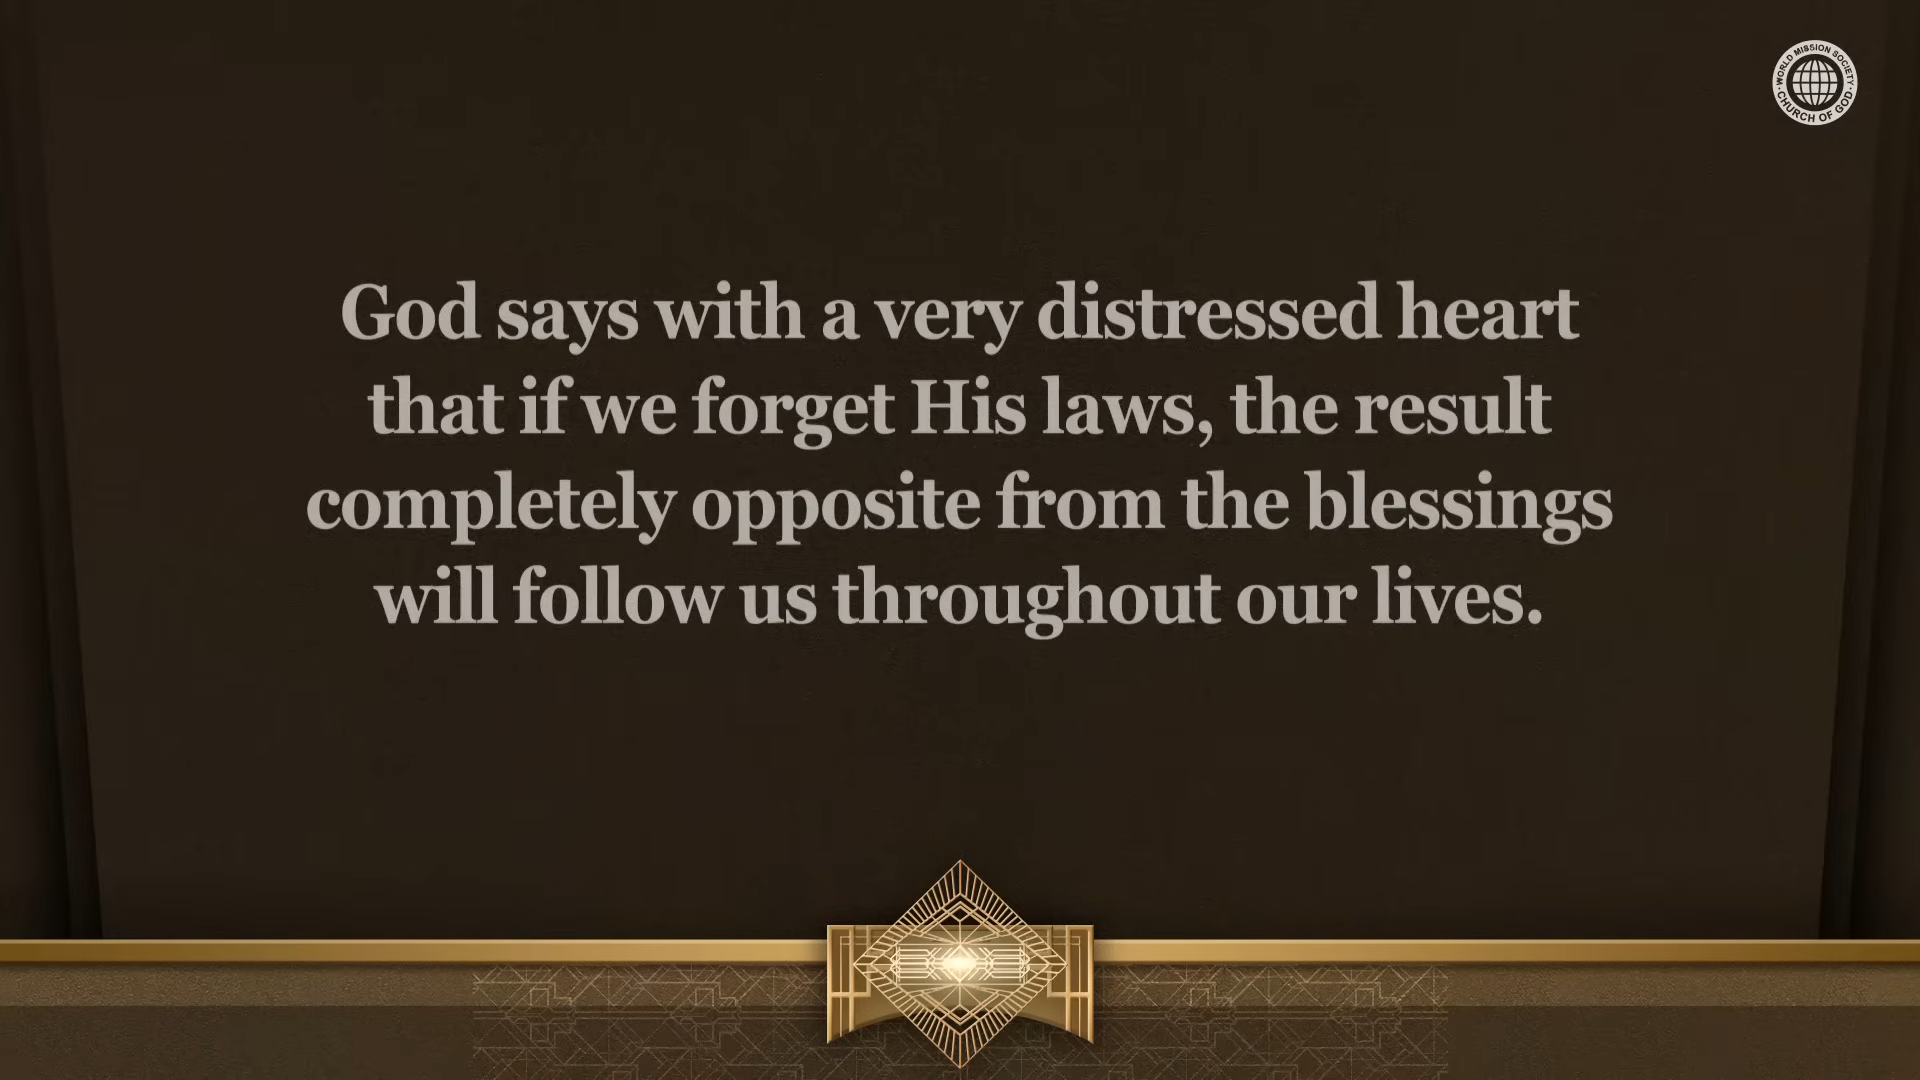 WORLD MISSION SOCIETY
CHURCH OF GOD
God says with a very distressed heart
that if we forget His laws, the result
completely opposite from the blessings
will follow us throughout our lives.